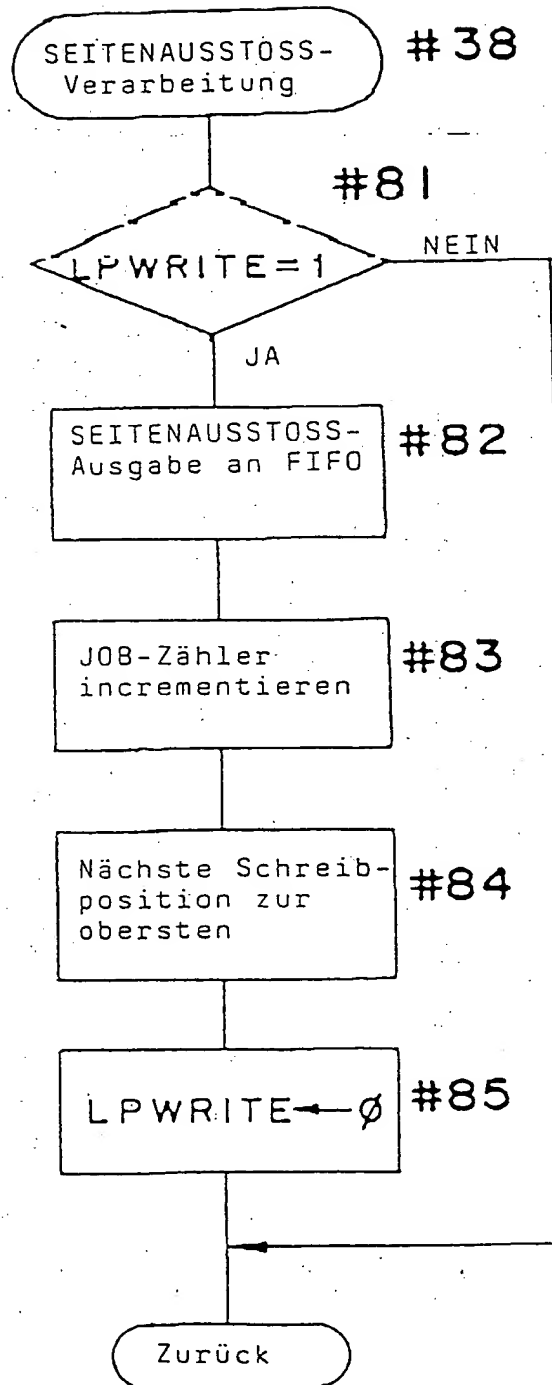 SEITENAUSSTOSS-
Verarbeitung
#38
#81
LPWRITE=1
NEIN
JA
SEITENAUSSTOSS-
Ausgabe an FIFO
#82
JOB-Zähler
incrementieren
#83
Nächste Schreib-
position zur
obersten
#84
LPWRITE←Ø
#85
Zurück